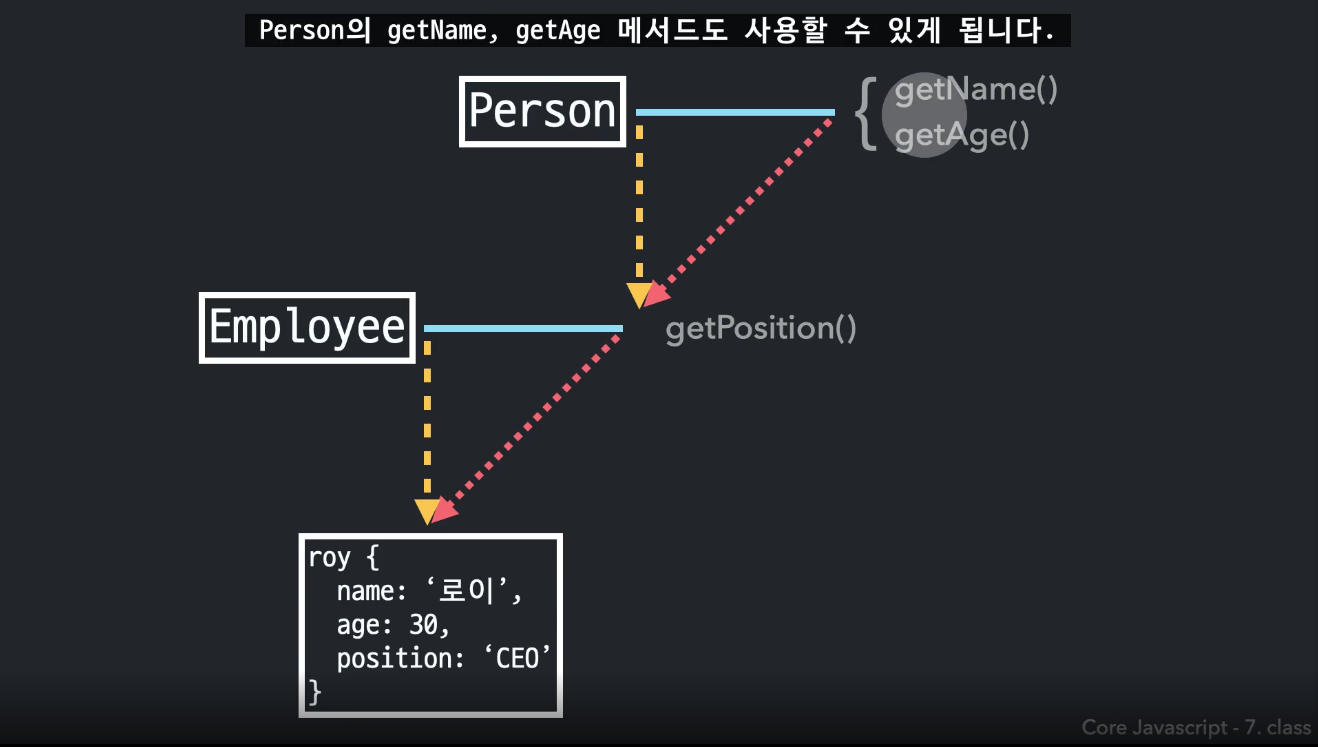 Person의 getName, getAge 메서드도 사용할 수 있게 됩니다.
Person
{ getName()
getAge()
Employee
getPosition()
roy {
name: ‘로이’,
age: 30,
position: ‘CEO’
}
Core Javascript - 7. class